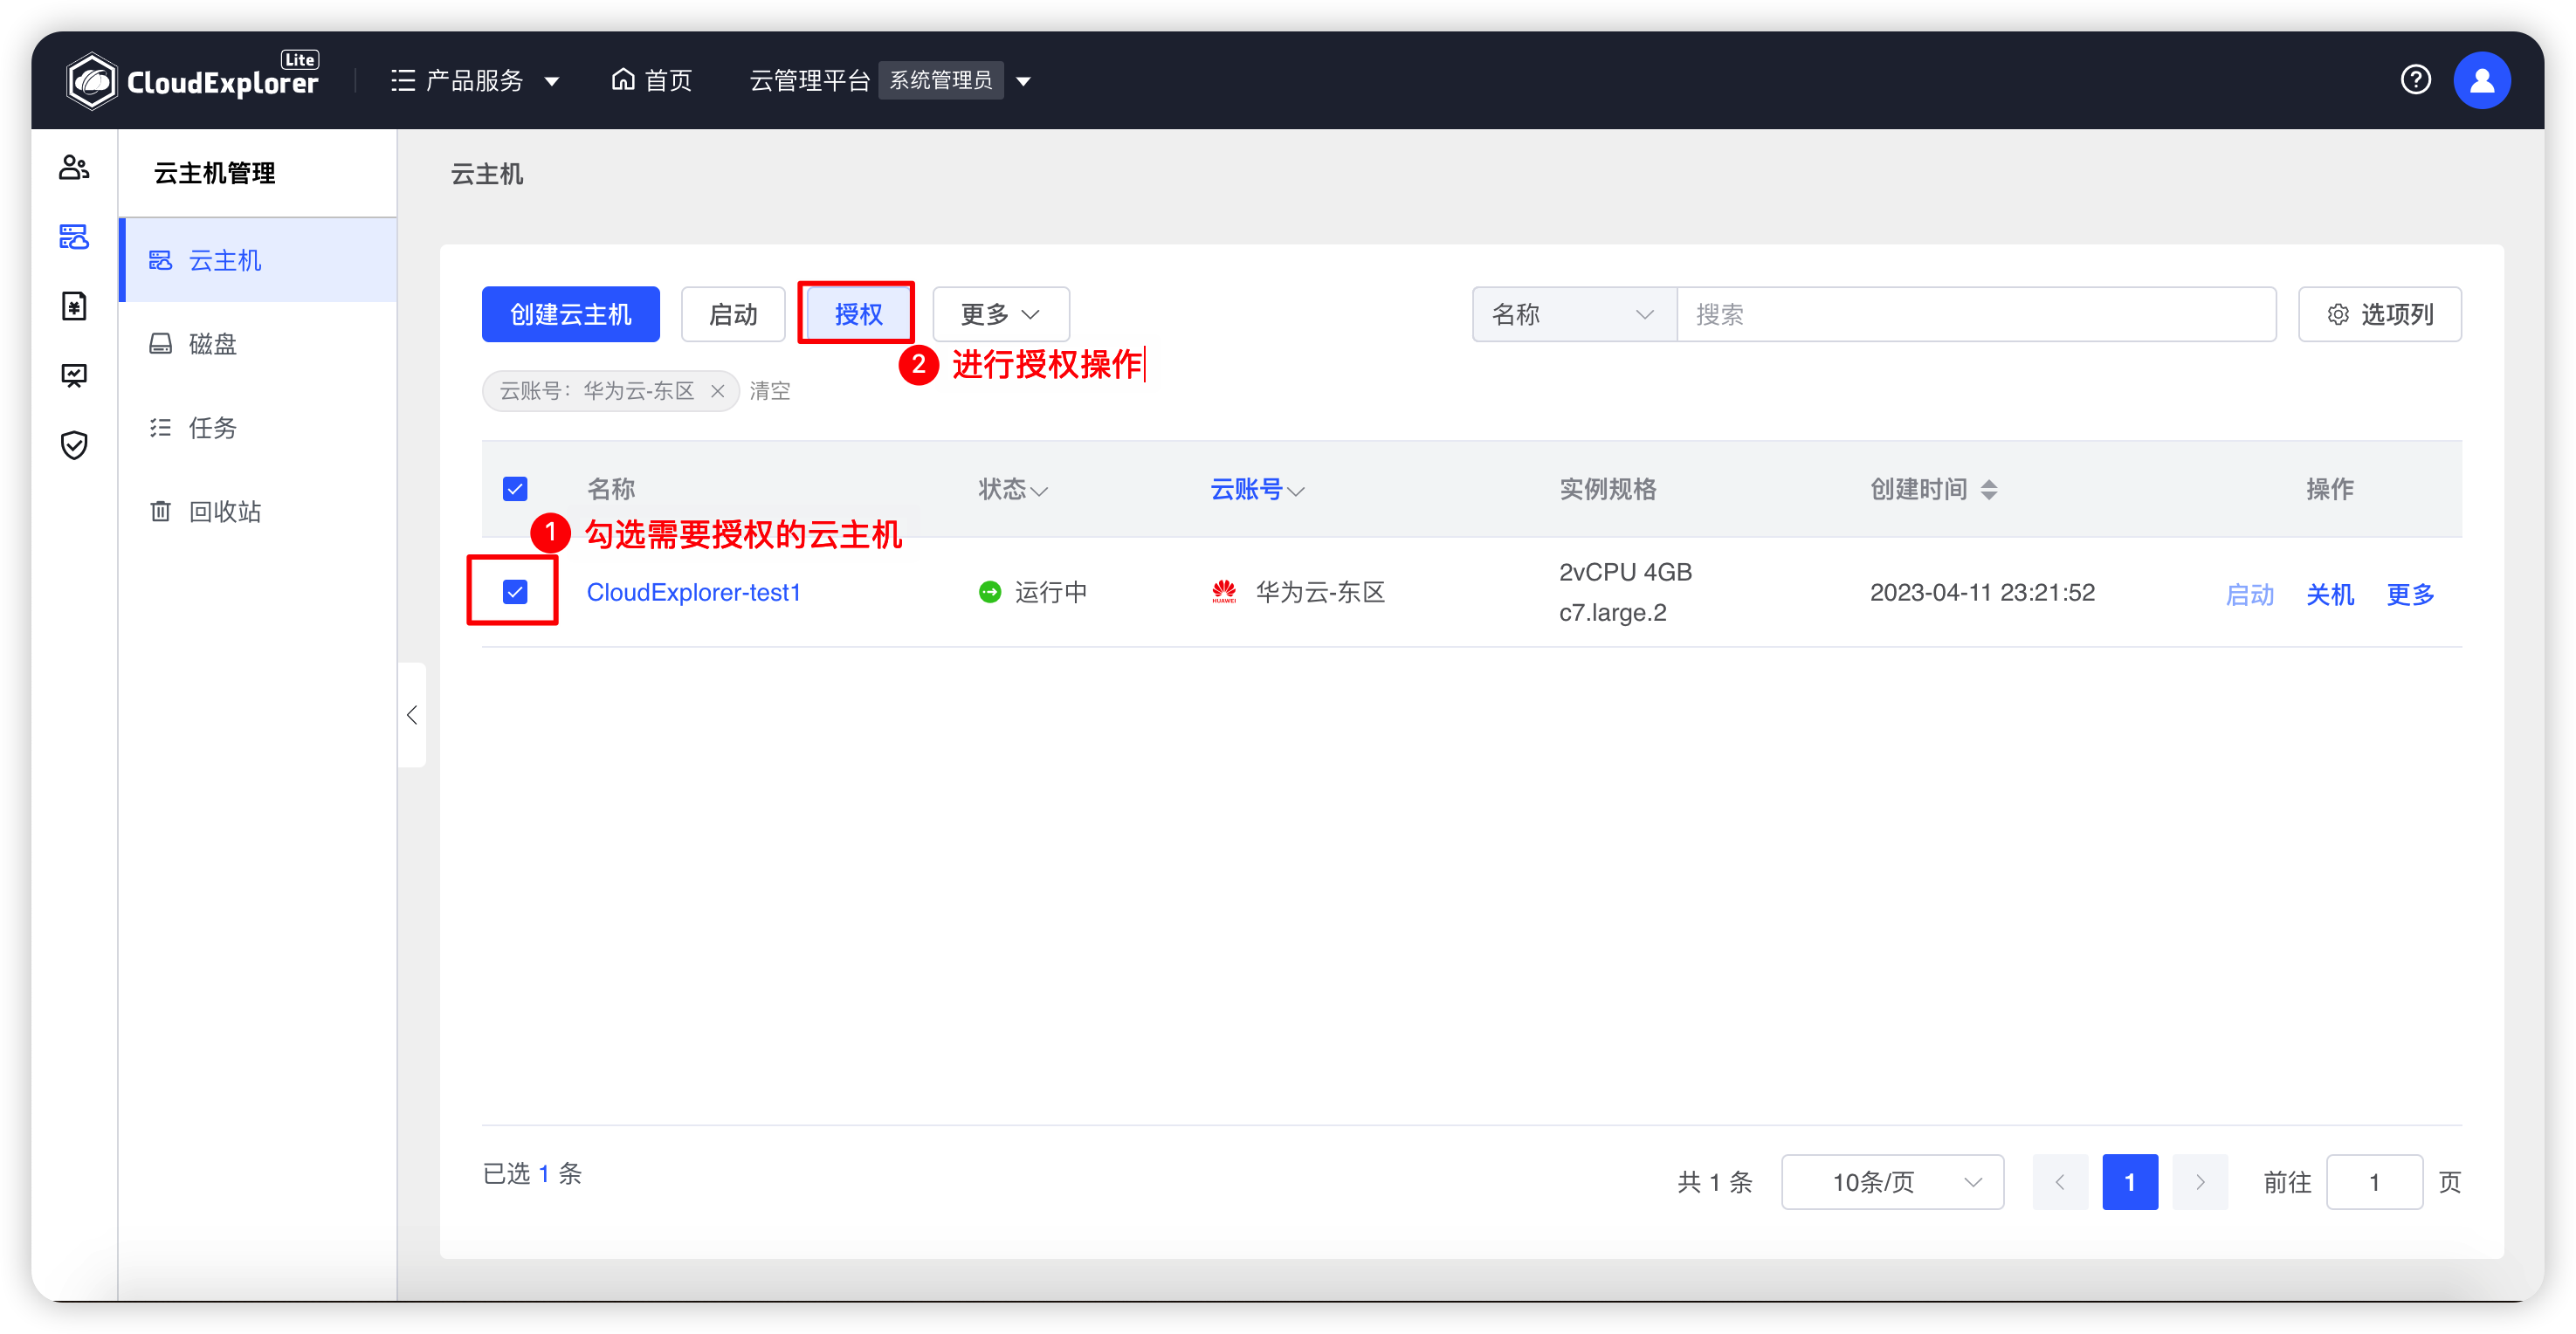 CloudExplorer Lite 产品服务 首页 云管理平台 系统管理员
云主机管理
云主机
磁盘
任务
回收站
云主机
创建云主机 启动 授权 更多 名称 搜索 选项列
2 进行授权操作
云账号：华为云-东区 清空
名称 状态 云账号 实例规格 创建时间 操作
1 勾选需要授权的云主机
CloudExplorer-test1 运行中 HUAWEI 华为云-东区 2vCPU 4GB 2023-04-11 23:21:52 启动 关机 更多
c7.large.2
已选 1 条 共 1 条 10条/页 1 前往 1 页